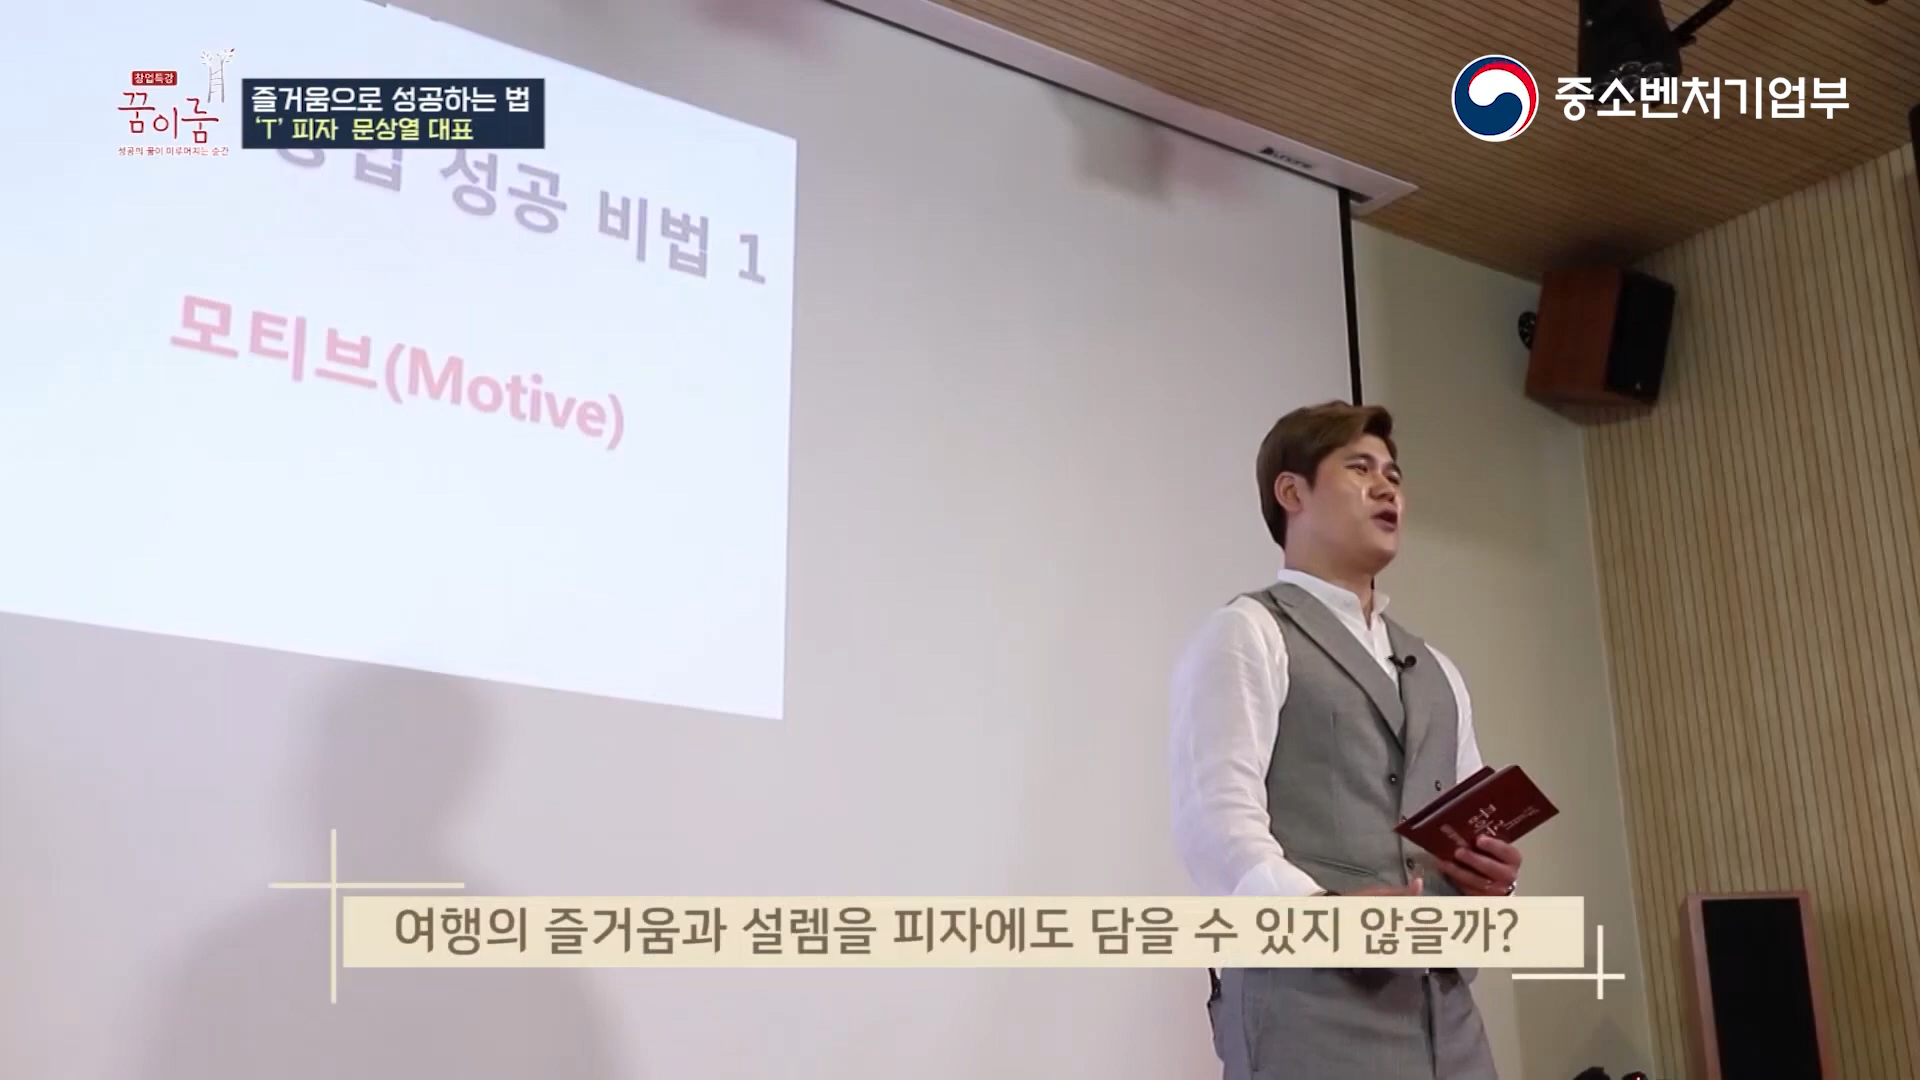 창업특강
꿈이룸
성공의 꿈이 이루어지는 순간
즐거움으로 성공하는 법
'T' 피자 문상열 대표
중소벤처기업부
창업 성공 비법 1
모티브(Motive)
여행의 즐거움과 설렘을 피자에도 담을 수 있지 않을까?